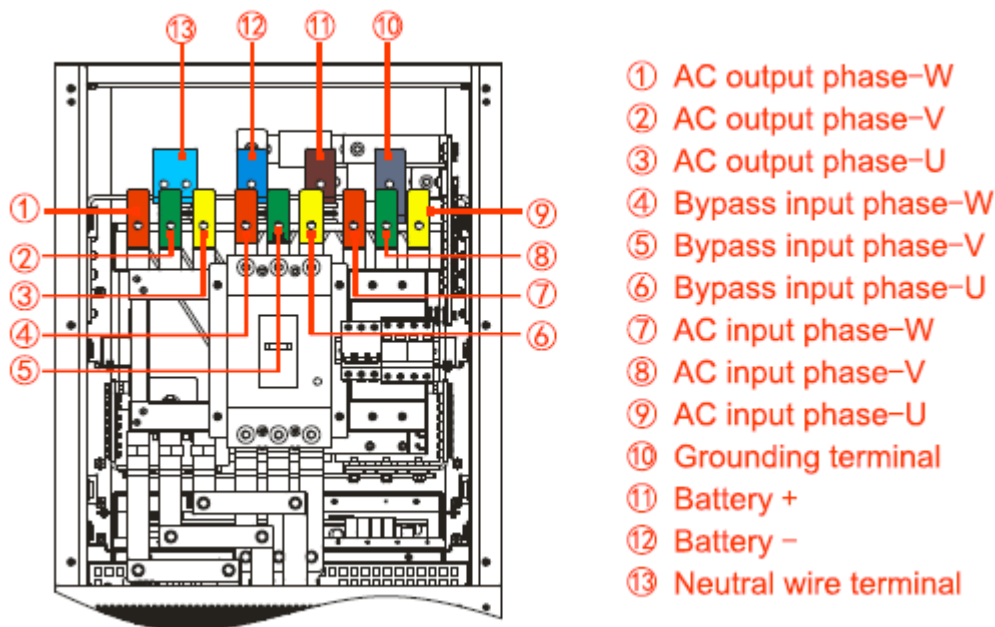 ⑬ ⑫ ⑪ ⑩
① ⑨
② ⑧
③ ⑦
④ ⑥
⑤
① AC output phase-W
② AC output phase-V
③ AC output phase-U
④ Bypass input phase-W
⑤ Bypass input phase-V
⑥ Bypass input phase-U
⑦ AC input phase-W
⑧ AC input phase-V
⑨ AC input phase-U
⑩ Grounding terminal
⑪ Battery +
⑫ Battery -
⑬ Neutral wire terminal